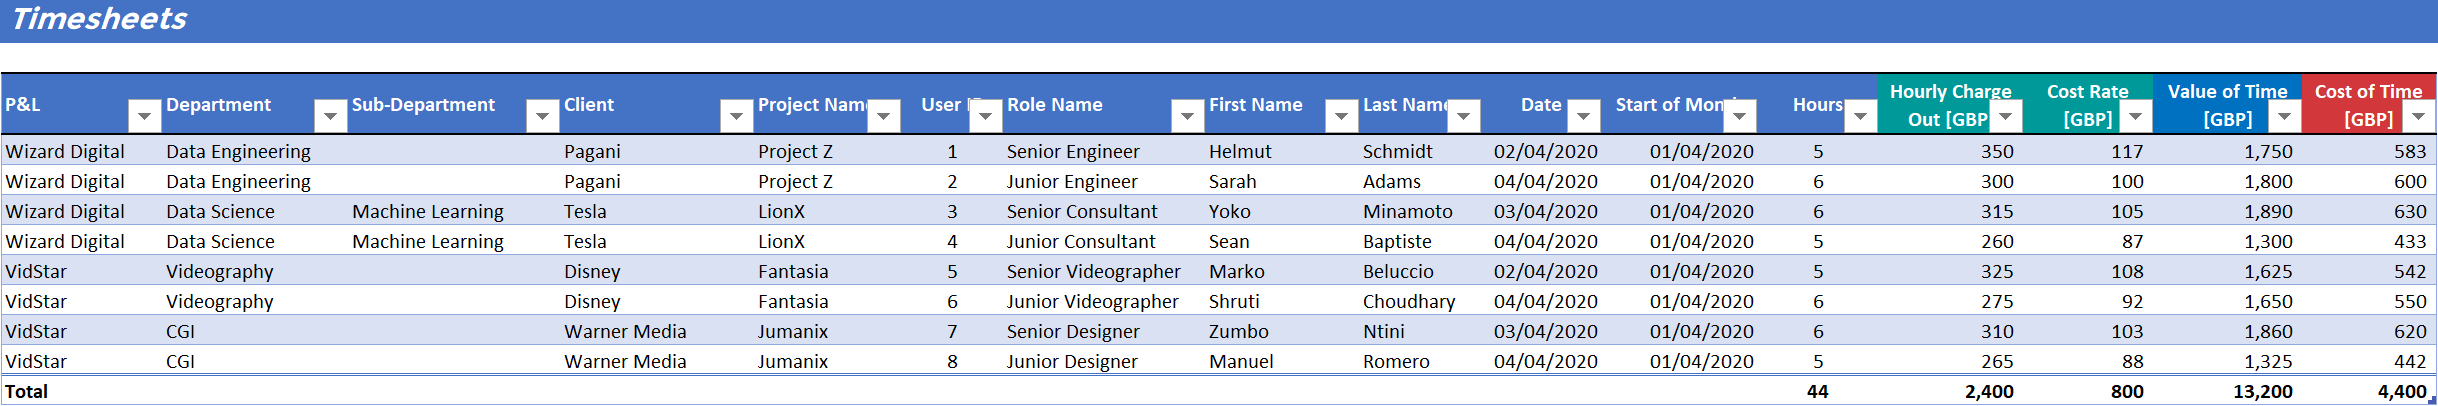 Timesheets
P&L Department Sub-Department Client Project Name User Role Name First Name Last Name Date Start of Hours Hourly Charge Out [GBP Cost Rate [GBP] Value of Time [GBP] Cost of Time [GBP]
Wizard Digital Data Engineering Pagani Project Z 1 Senior Engineer Helmut Schmidt 02/04/2020 01/04/2020 5 350 117 1,750 583
Wizard Digital Data Engineering Pagani Project Z 2 Junior Engineer Sarah Adams 04/04/2020 01/04/2020 6 300 100 1,800 600
Wizard Digital Data Science Machine Learning Tesla LionX 3 Senior Consultant Yoko Minamoto 03/04/2020 01/04/2020 6 315 105 1,890 630
Wizard Digital Data Science Machine Learning Tesla LionX 4 Junior Consultant Sean Baptiste 04/04/2020 01/04/2020 5 260 87 1,300 433
VidStar Videography Disney Fantasia 5 Senior Videographer Marko Beluccio 02/04/2020 01/04/2020 5 325 108 1,625 542
VidStar Videography Disney Fantasia 6 Junior Videographer Shruti Choudhary 04/04/2020 01/04/2020 6 275 92 1,650 550
VidStar CGI Warner Media Jumanix 7 Senior Designer Zumbo Ntini 03/04/2020 01/04/2020 6 310 103 1,860 620
VidStar CGI Warner Media Jumanix 8 Junior Designer Manuel Romero 04/04/2020 01/04/2020 5 265 88 1,325 442
Total 44 2,400 800 13,200 4,400